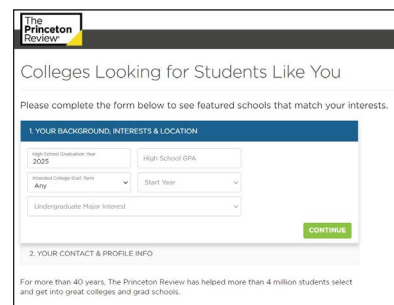 The
Princeton
Review®
Colleges Looking for Students Like You
Please complete the form below to see featured schools that match your interests.
1. YOUR BACKGROUND, INTERESTS & LOCATION
High School Graduation Year
2025
High School GPA
Intended College Start Term
Any
Start Year
Undergraduate Major Interest
CONTINUE
2. YOUR CONTACT & PROFILE INFO
For more than 40 years, The Princeton Review has helped more than 4 million students select
and get into great colleges and grad schools.